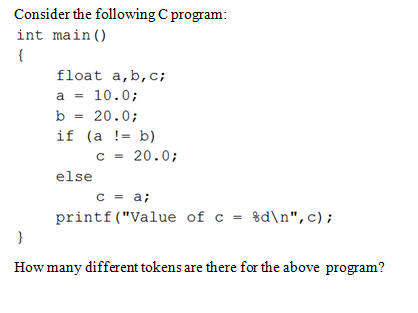 Consider the following C program:
int main()
{
float a,b,c;
a = 10.0;
b = 20.0;
if (a != b)
c = 20.0;
else
c = a;
printf("Value of c = %d\n",c);
}
How many different tokens are there for the above program?